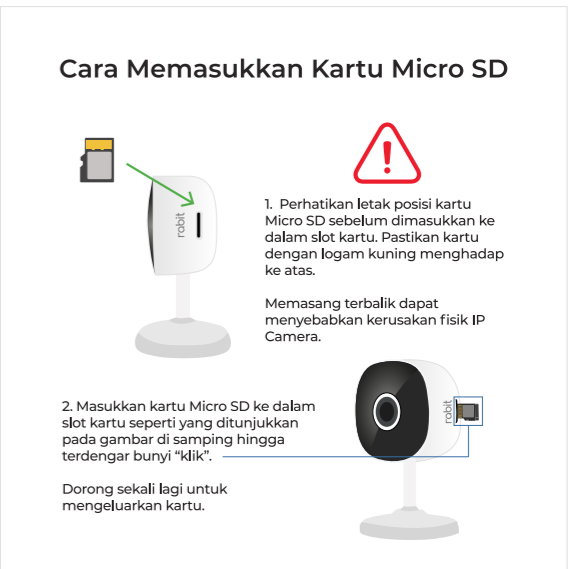 Cara Memasukkan Kartu Micro SD
rabit
1. Perhatikan letak posisi kartu
Micro SD sebelum dimasukkan ke
dalam slot kartu. Pastikan kartu
dengan logam kuning menghadap
ke atas.
Memasang terbalik dapat
menyebabkan kerusakan fisik IP
Camera.
2. Masukkan kartu Micro SD ke dalam
slot kartu seperti yang ditunjukkan
pada gambar di samping hingga
terdengar bunyi “klik”.
Dorong sekali lagi untuk
mengeluarkan kartu.
rabit